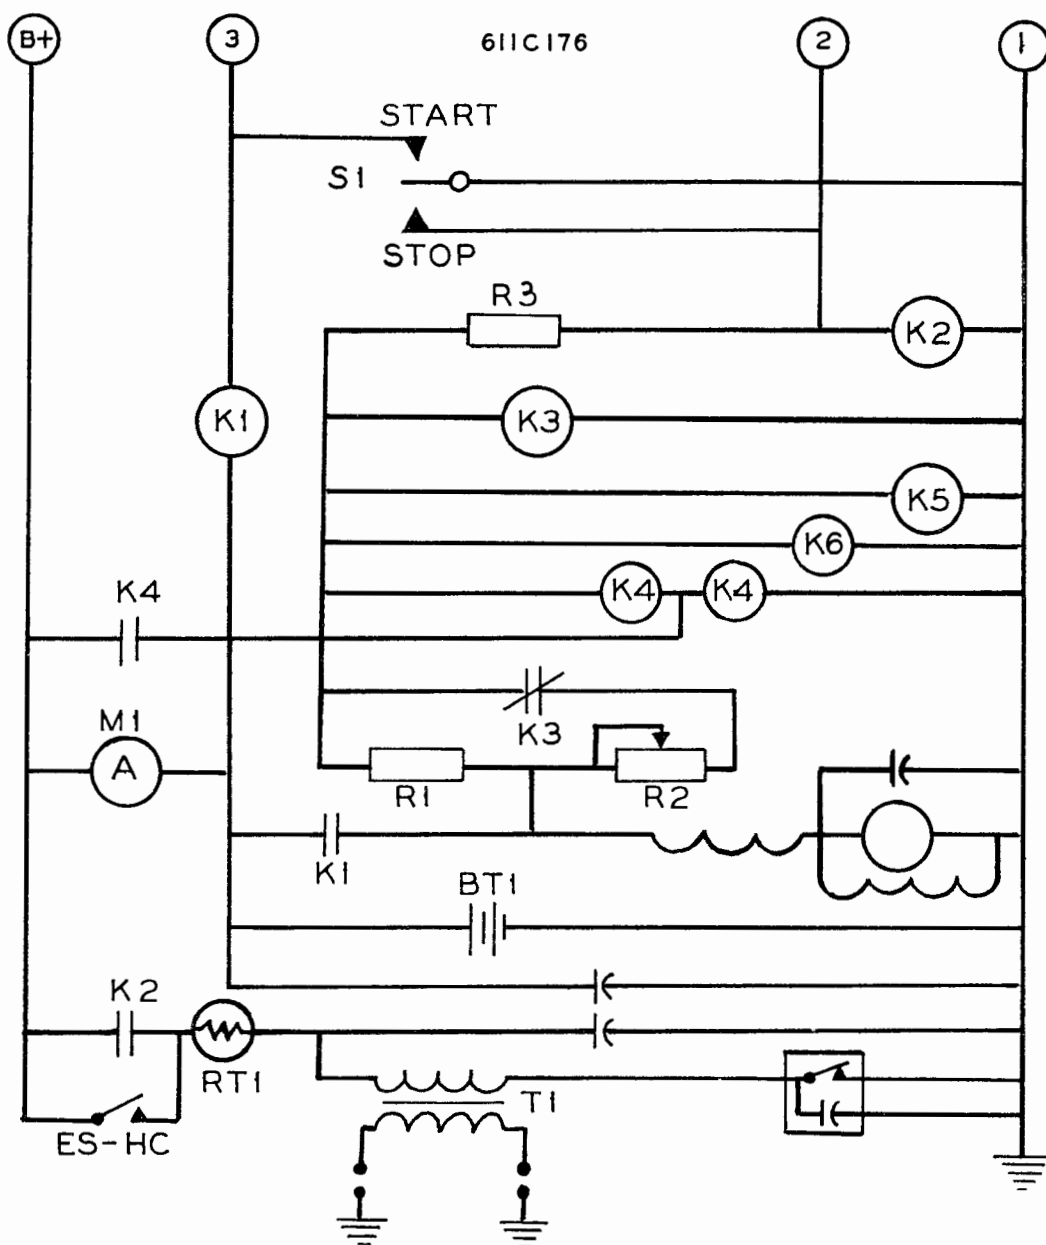 B+
3
611C176
2
1
START
S1
STOP
R3
K2
K1
K3
K5
K6
K4
K4
K4
K3
M1
A
R1
R2
K1
BT1
K2
RT1
T1
ES-HC